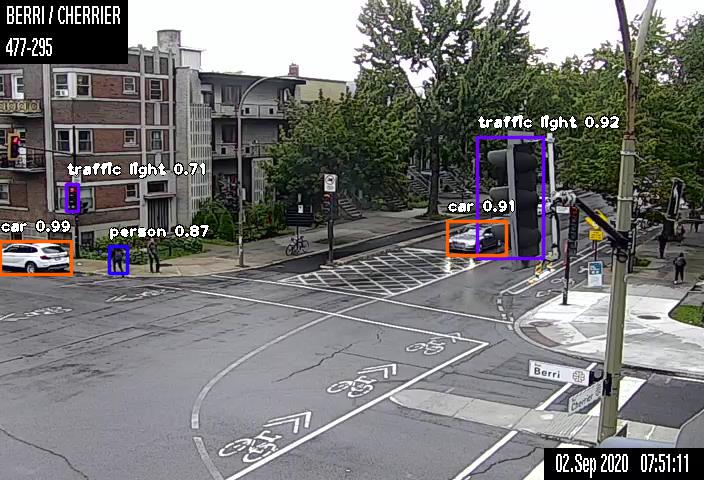 BERRI / CHERRIER
477-295
traffic light 0.92
traffic light 0.71
car 0.91
car 0.99
person 0.87
Berri
Cherrier
02.Sep 2020 07:51:11